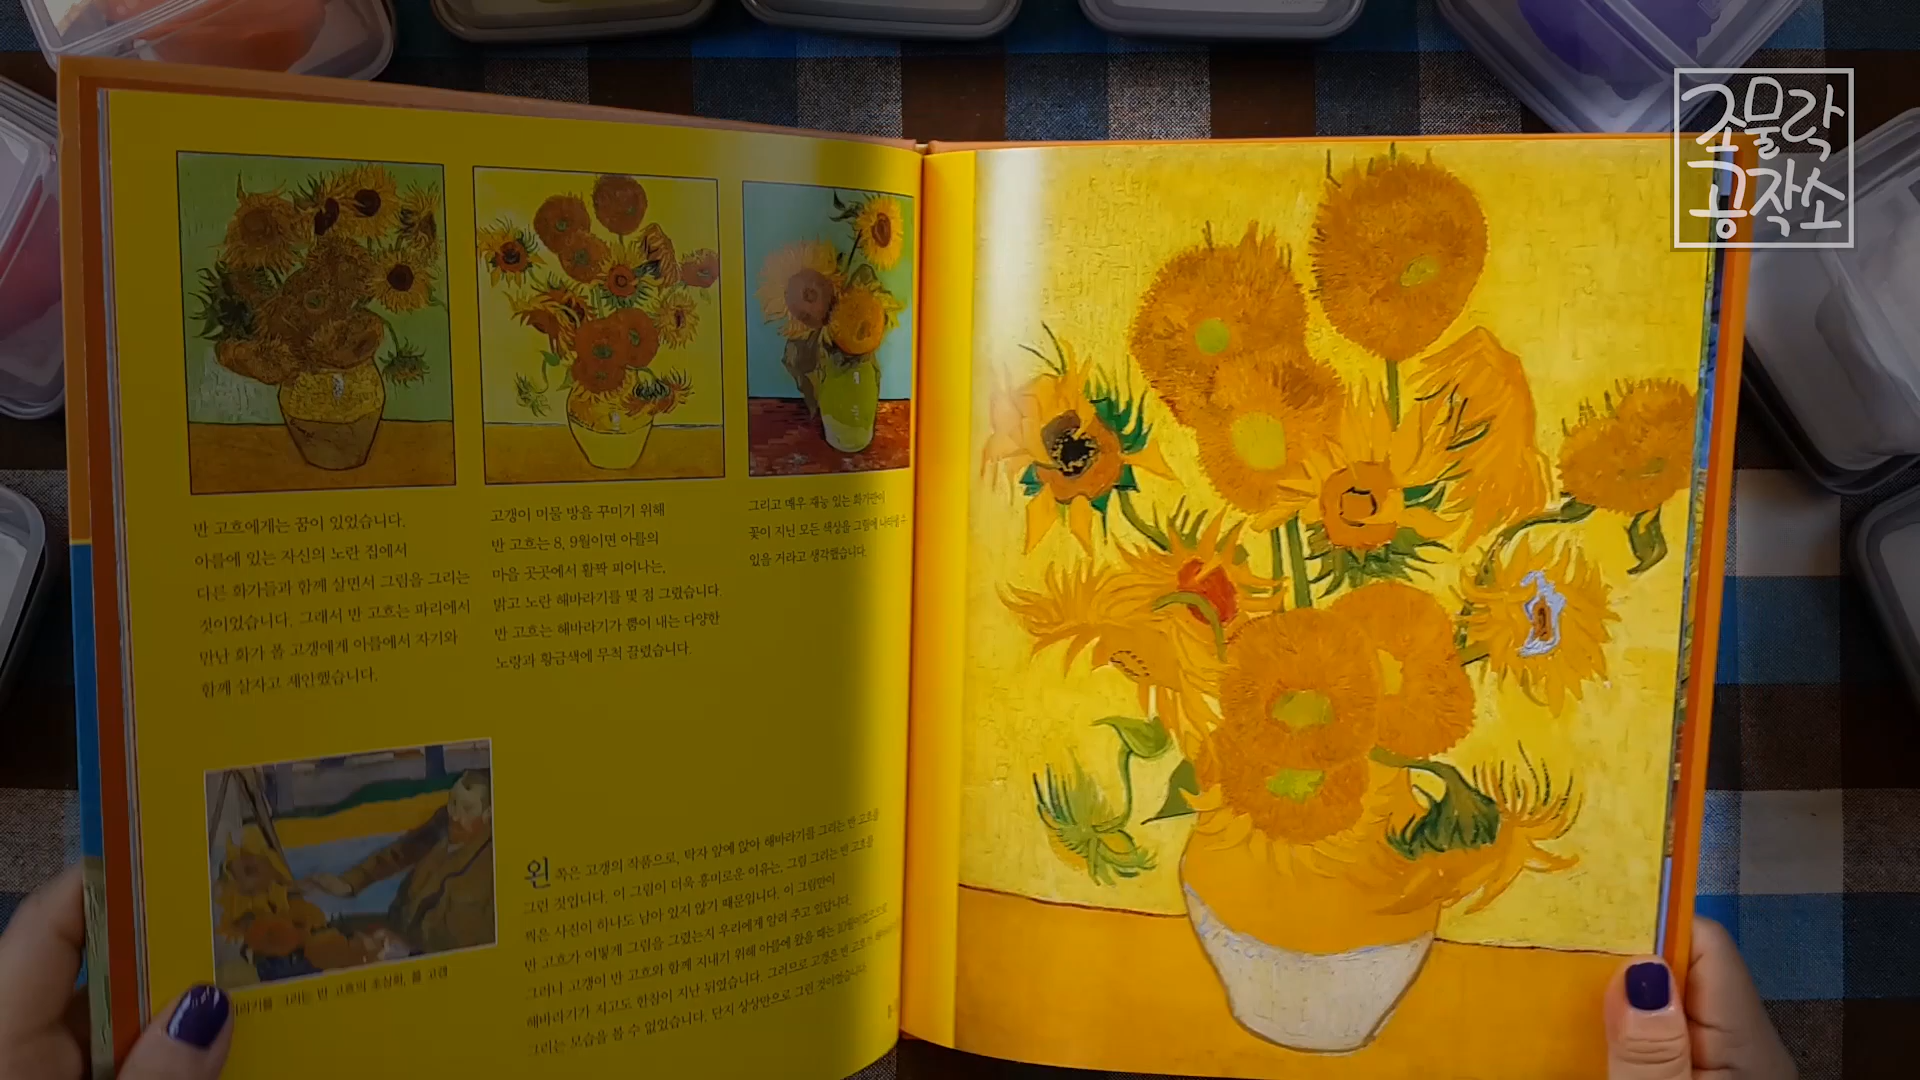 조물락
공작소
반 고흐에게는 꿈이 있었습니다.
아를에 있는 자신의 노란 집에서
다른 화가들과 함께 살면서 그림을 그리는
것이었습니다. 그래서 반 고흐는 파리에서
만난 화가 폴 고갱에게 아를에서 자기와
함께 살자고 제안했습니다.
고갱이 머물 방을 꾸미기 위해
반 고흐는 8, 9월이면 아를의
마을 곳곳에서 활짝 피어나는,
밝고 노란 해바라기를 몇 점 그렸습니다.
반 고흐는 해바라기가 뿜어 내는 다양한
노랑과 황금색에 무척 끌렸습니다.
그리고 매우 재능 있는 화가만이
꽃이 지닌 모든 색상을 그림에 나타낼 수
있을 거라고 생각했습니다.
그리는 반 고흐의 초상화, 폴 고갱
왼쪽은 고갱의 작품으로, 탁자 앞에 앉아 해바라기를 그리는 반 고흐를
그린 것입니다. 이 그림이 더욱 흥미로운 이유는, 그림 그리는 반 고흐를
찍은 사진이 하나도 남아 있지 않기 때문입니다. 이 그림만이
반 고흐가 어떻게 그림을 그렸는지 우리에게 알려 주고 있답니다.
그러나 고갱이 반 고흐와 함께 지내기 위해 아를에 왔을 때는 10월이었으므로
해바라기가 지고도 한참이 지난 뒤였습니다. 그러므로 고갱은 반 고흐가
그리는 모습을 볼 수 없었습니다. 단지 상상만으로 그린 것이었습니다.